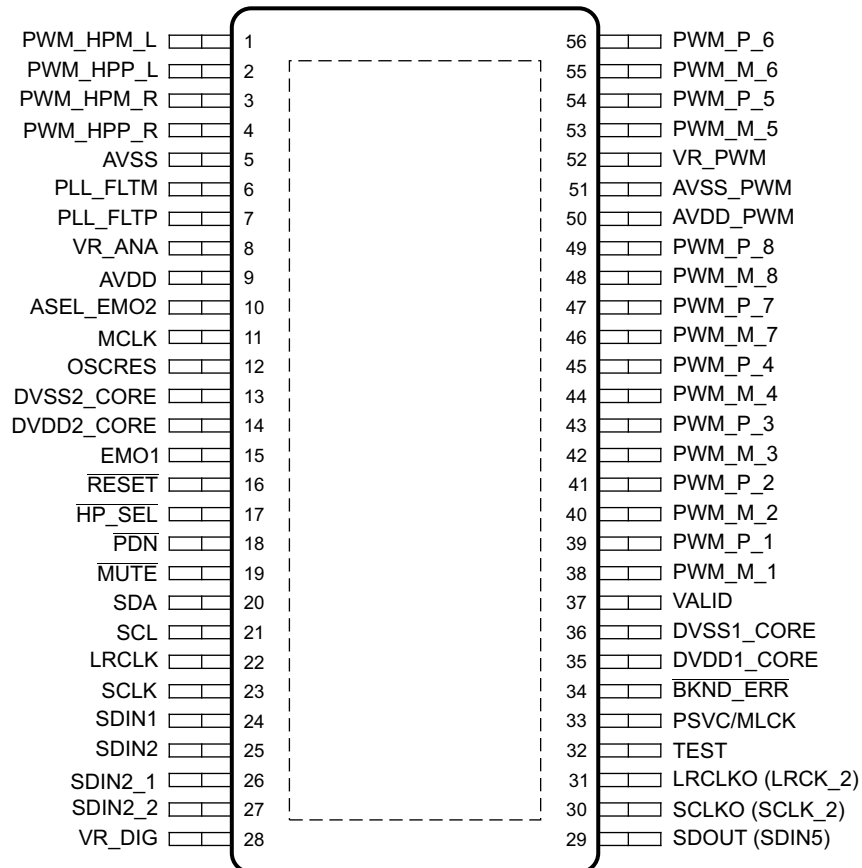 PWM_HPM_L 1 56 PWM_P_6
PWM_HPP_L 2 55 PWM_M_6
PWM_HPM_R 3 54 PWM_P_5
PWM_HPP_R 4 53 PWM_M_5
AVSS 5 52 VR_PWM
PLL_FLTM 6 51 AVSS_PWM
PLL_FLTP 7 50 AVDD_PWM
VR_ANA 8 49 PWM_P_8
AVDD 9 48 PWM_M_8
ASEL_EMO2 10 47 PWM_P_7
MCLK 11 46 PWM_M_7
OSCRES 12 45 PWM_P_4
DVSS2_CORE 13 44 PWM_M_4
DVDD2_CORE 14 43 PWM_P_3
EMO1 15 42 PWM_M_3
RESET 16 41 PWM_P_2
HP_SEL 17 40 PWM_M_2
PDN 18 39 PWM_P_1
MUTE 19 38 PWM_M_1
SDA 20 37 VALID
SCL 21 36 DVSS1_CORE
LRCLK 22 35 DVDD1_CORE
SCLK 23 34 BKND_ERR
SDIN1 24 33 PSVC/MLCK
SDIN2 25 32 TEST
SDIN2_1 26 31 LRCLKO (LRCK_2)
SDIN2_2 27 30 SCLKO (SCLK_2)
VR_DIG 28 29 SDOUT (SDIN5)